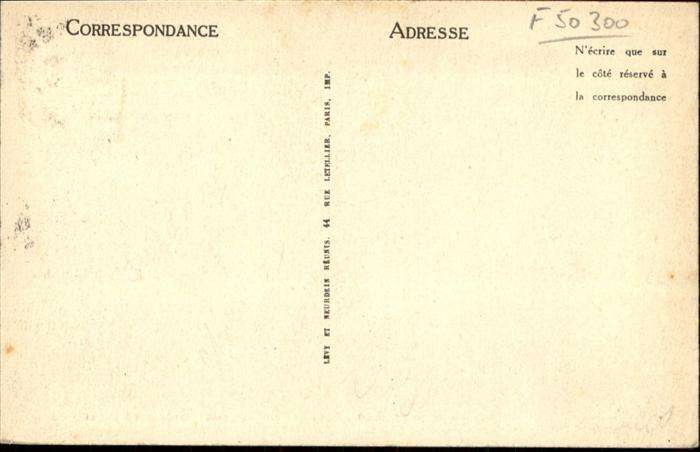 CORRESPONDANCE
ADRESSE
F 50 300
N'écrire que sur
le côté réservé à
la correspondance
LÉVY ET NEURDEIN RÉUNIS, 44 RUE LETELLIER, PARIS, IMP.